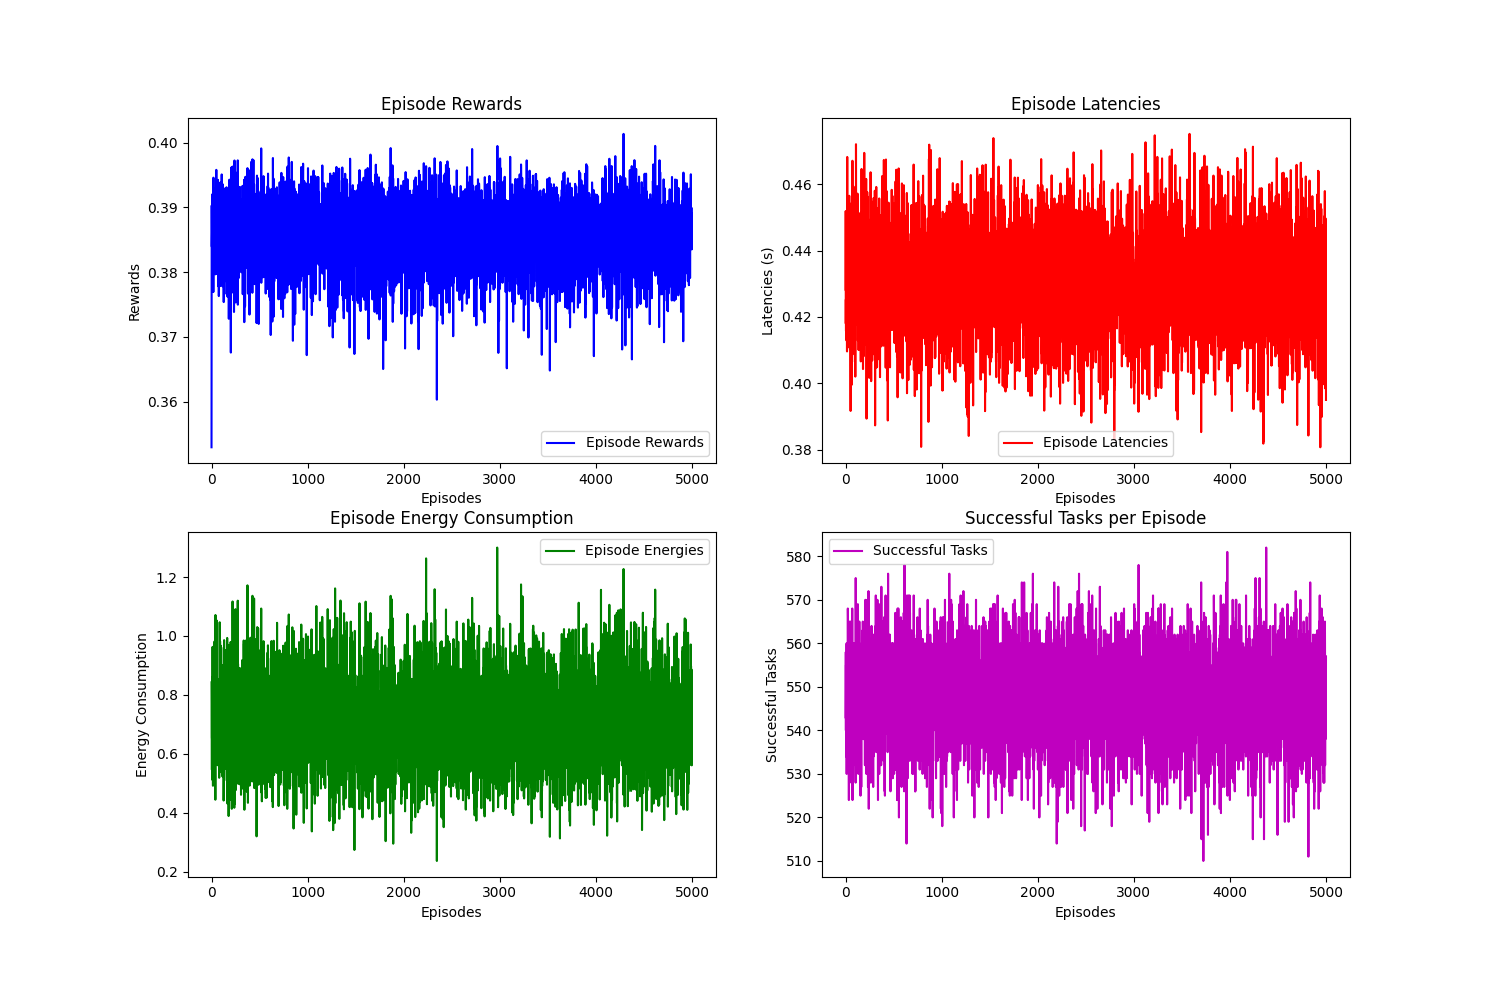 Episode Rewards
Rewards
0.40
0.39
0.38
0.37
0.36
Episode Rewards
0 1000 2000 3000 4000 5000
Episodes
Episode Latencies
Latencies (s)
0.46
0.44
0.42
0.40
0.38
Episode Latencies
0 1000 2000 3000 4000 5000
Episodes
Episode Energy Consumption
Energy Consumption
1.2
1.0
0.8
0.6
0.4
0.2
Episode Energies
0 1000 2000 3000 4000 5000
Episodes
Successful Tasks per Episode
Successful Tasks
580
570
560
550
540
530
520
510
Successful Tasks
0 1000 2000 3000 4000 5000
Episodes